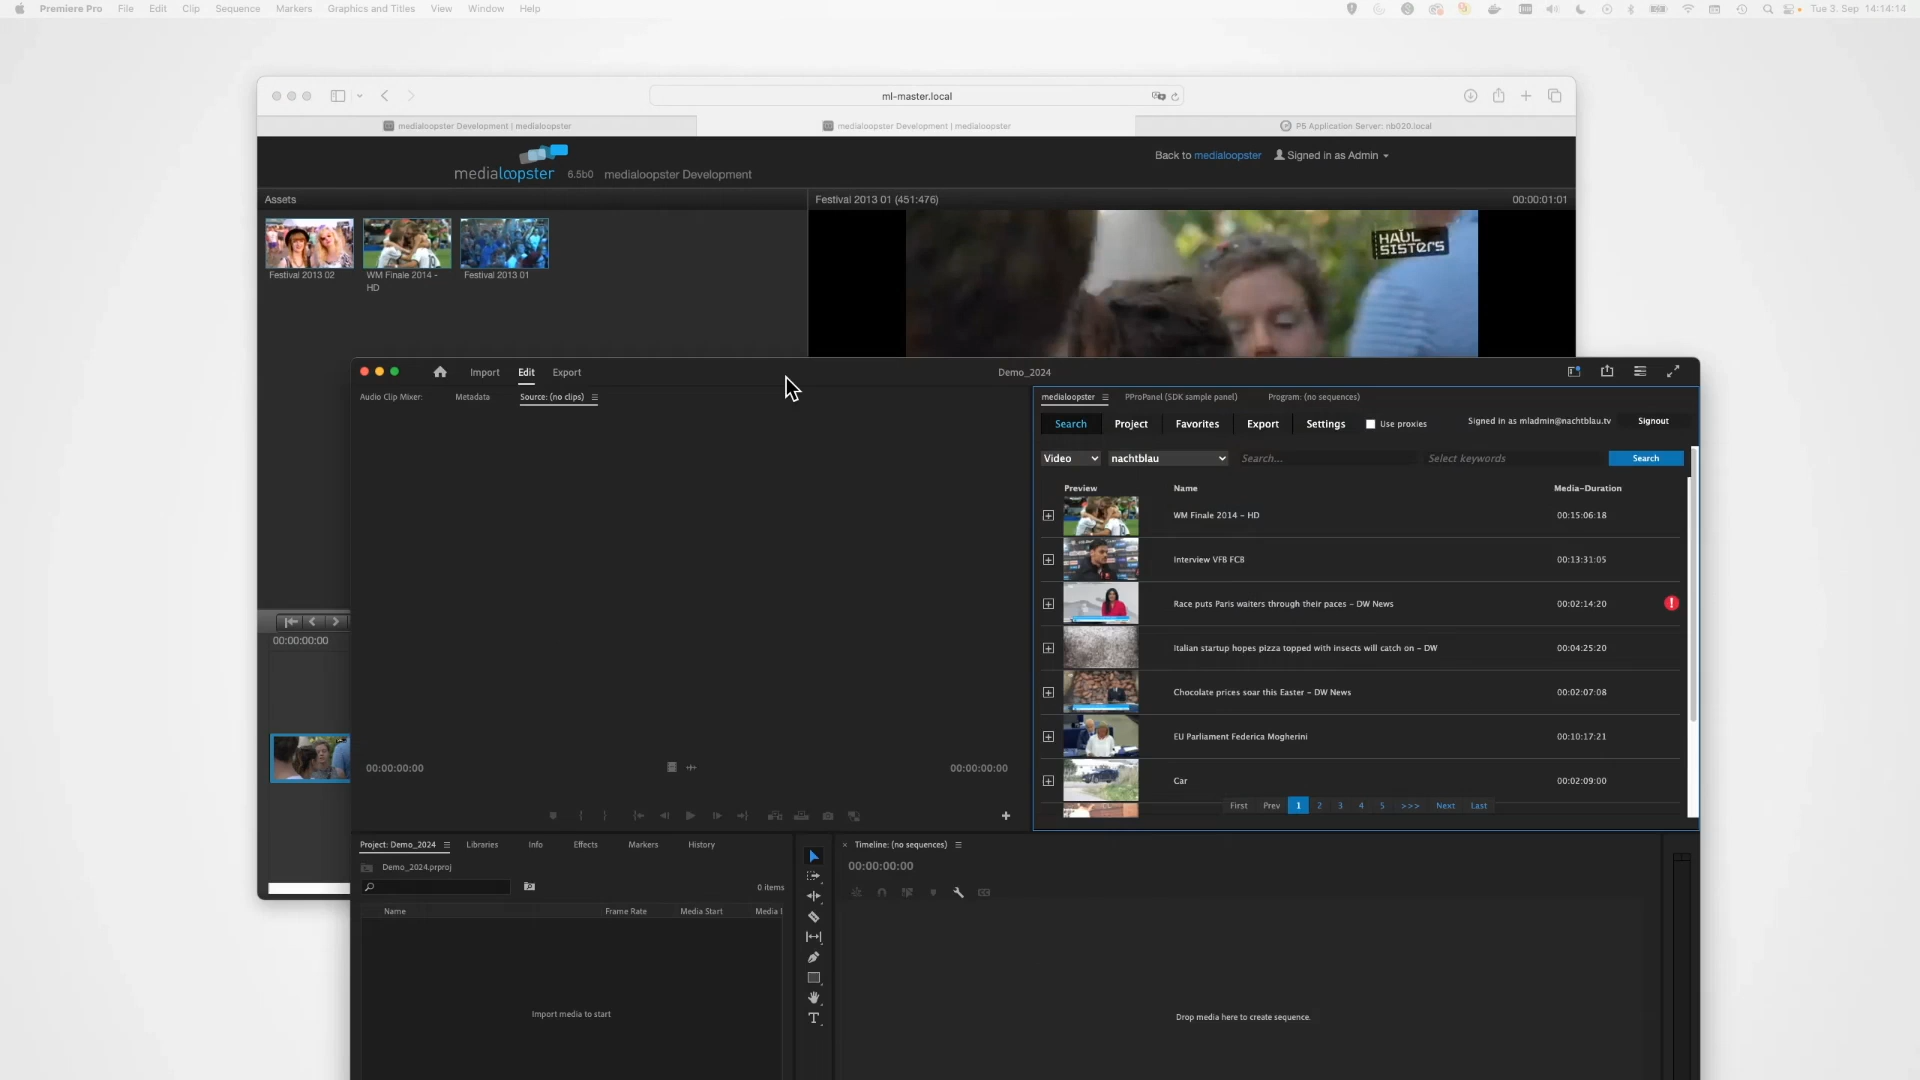 Premiere Pro File Edit Clip Sequence Markers Graphics and Titles View Window Help Tue 3. Sep 14:14:14
ml-master.local
medialoopster Development | medialoopster
medialoopster Development | medialoopster
P5 Application Server: nb020.local
medialoopster 6.5b0 medialoopster Development
Back to medialoopster Signed in as Admin
Assets
Festival 2013 01 (451:476) 00:00:01:01
HAUL
SISTERS
Festival 2013 02
WM Finale 2014 -
HD
Festival 2013 01
00:00:00:00
Import Edit Export
Demo_2024
Audio Clip Mixer: Metadata Source: (no clips)
medialoopster PProPanel (SDK sample panel) Program: (no sequences)
Search Project Favorites Export Settings Use proxies Signed in as mladmin@nachtblau.tv Signout
Video nachtblau Search... Select keywords Search
Preview Name Media-Duration
WM Finale 2014 - HD 00:15:06:18
Interview VFB FCB 00:13:31:05
Race puts Paris waiters through their paces - DW News 00:02:14:20
Italian startup hopes pizza topped with insects will catch on - DW 00:04:25:20
Chocolate prices soar this Easter - DW News 00:02:07:08
EU Parliament Federica Mogherini 00:10:17:21
Car 00:02:09:00
First Prev 1 2 3 4 5 >>> Next Last
00:00:00:00 00:00:00:00
Project: Demo_2024 Libraries Info Effects Markers History
Demo_2024.prproj
0 items
Name Frame Rate Media Start Media
Import media to start
Timeline: (no sequences)
00:00:00:00
Drop media here to create sequence.